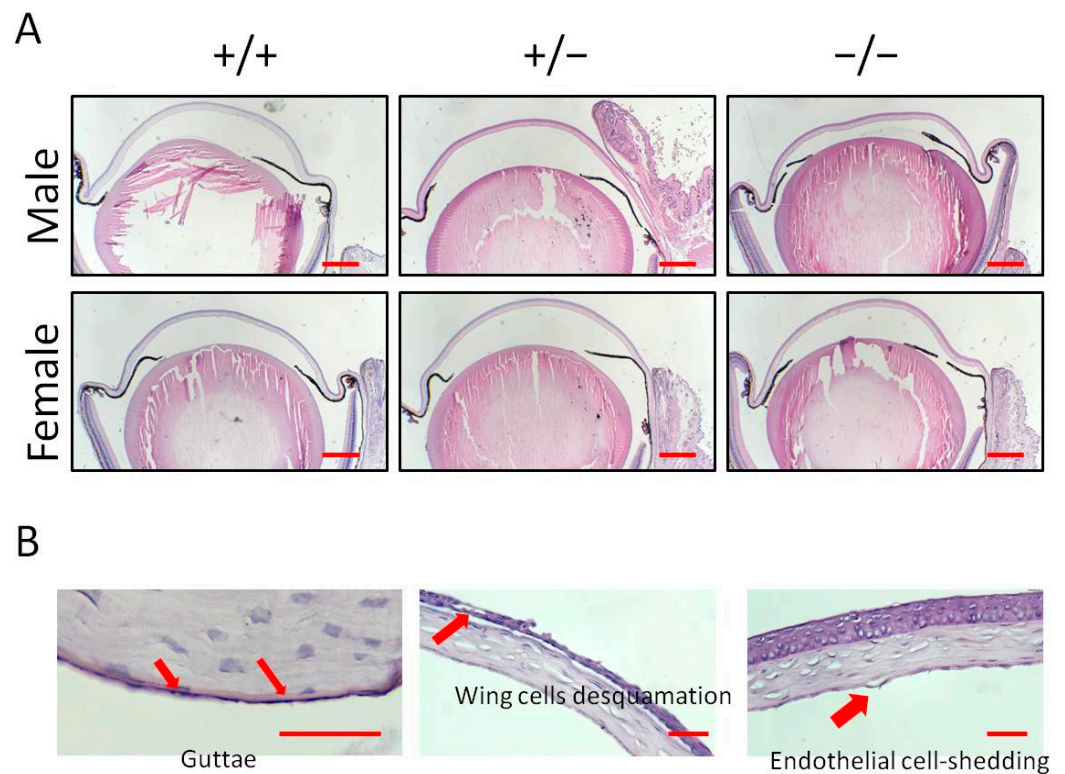 A
+/+ +/− −/−
Male
Female
B
Guttae
Wing cells desquamation
Endothelial cell-shedding